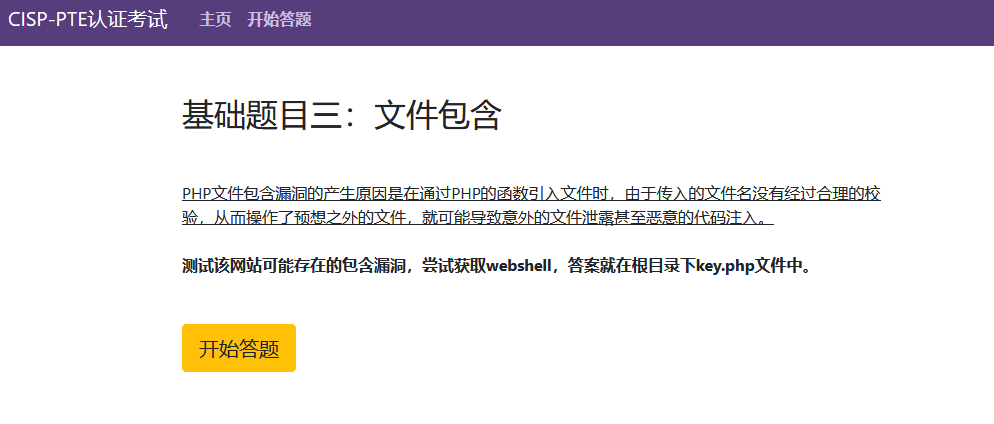 CISP-PTE认证考试 主页 开始答题
基础题目三：文件包含
PHP文件包含漏洞的产生原因是在通过PHP的函数引入文件时，由于传入的文件名没有经过合理的校
验，从而操作了预想之外的文件，就可能导致意外的文件泄露甚至恶意的代码注入。
测试该网站可能存在的包含漏洞，尝试获取webshell，答案就在根目录下key.php文件中。
开始答题